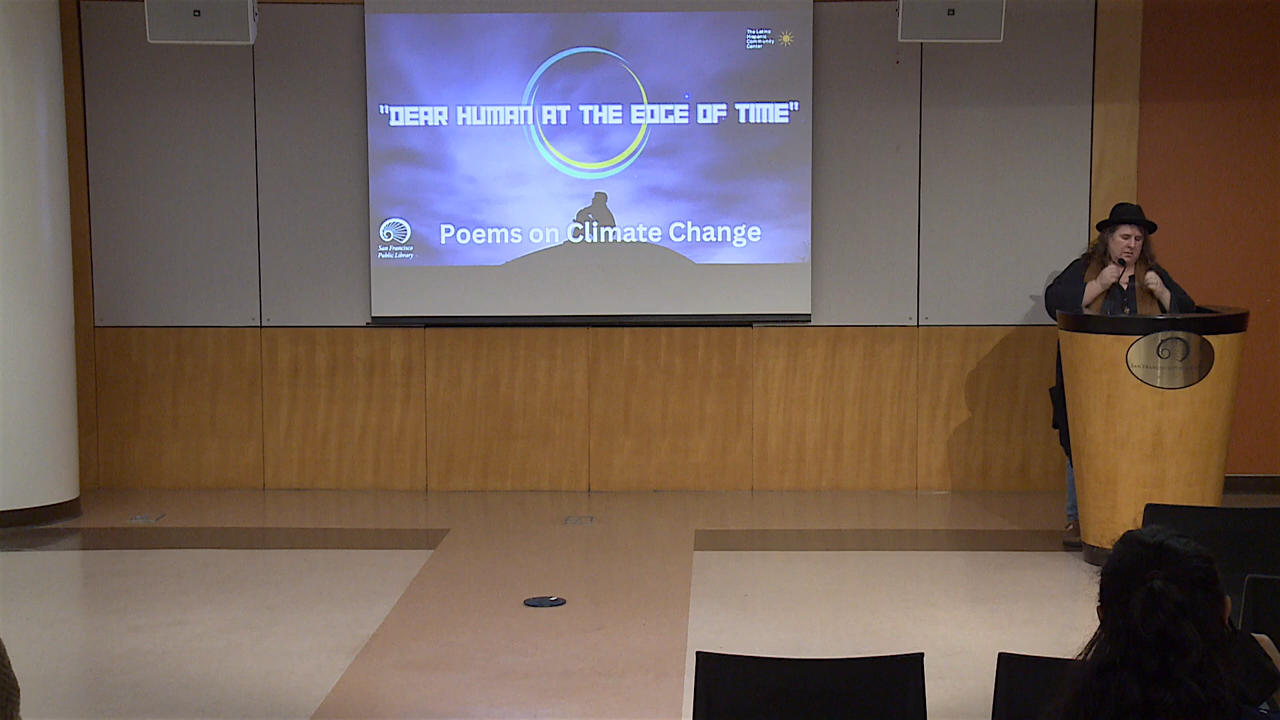 The Latino
Hispanic
Community
Center
"DEAR HUMAN AT THE EDGE OF TIME"
Poems on Climate Change
San Francisco
Public Library